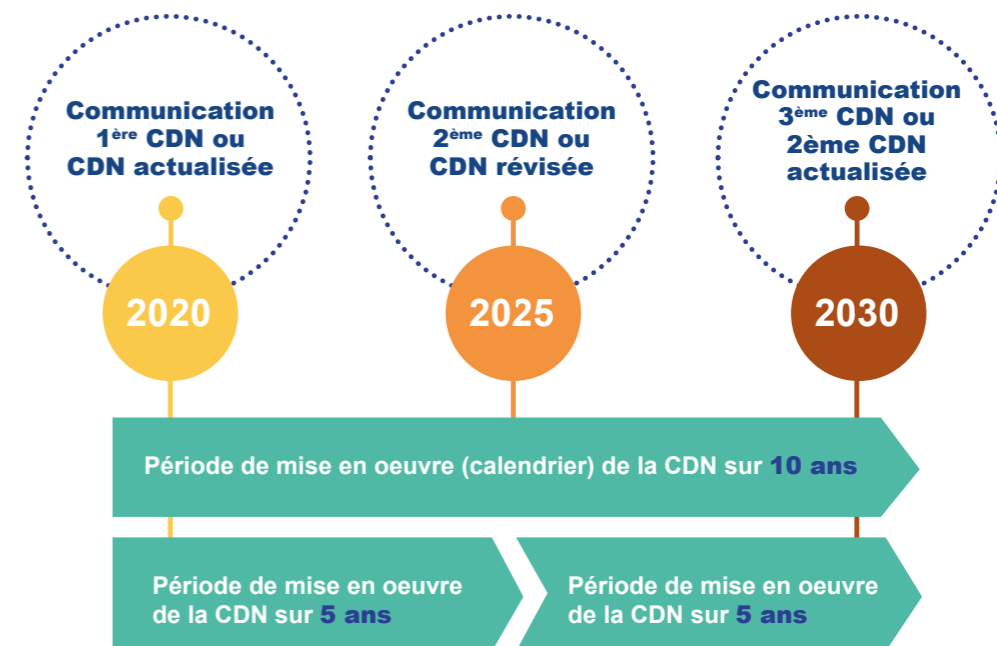 Communication
1ère CDN ou
CDN actualisée
Communication
2ème CDN ou
CDN révisée
Communication
3ème CDN ou
2ème CDN
actualisée
2020
2025
2030
Période de mise en oeuvre (calendrier) de la CDN sur 10 ans
Période de mise en oeuvre
de la CDN sur 5 ans
Période de mise en oeuvre
de la CDN sur 5 ans